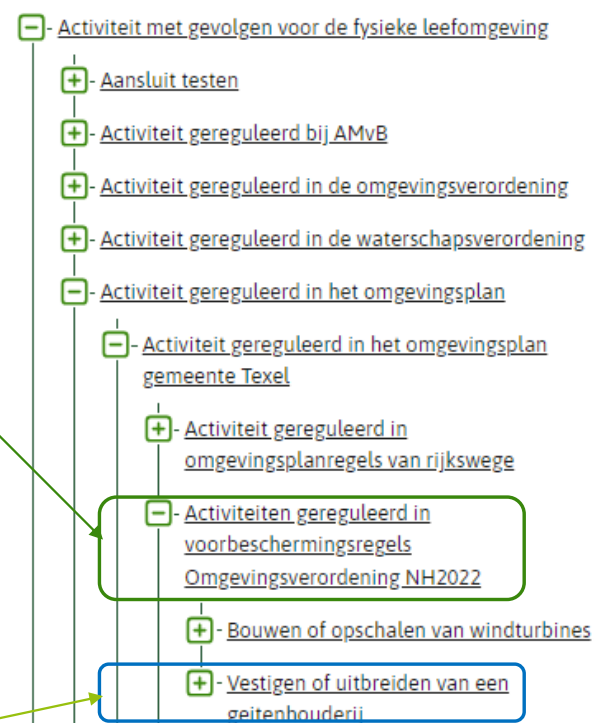 - Activiteit met gevolgen voor de fysieke leefomgeving
- Aansluit testen
- Activiteit gereguleerd bij AMvB
- Activiteit gereguleerd in de omgevingsverordening
- Activiteit gereguleerd in de waterschapsverordening
- Activiteit gereguleerd in het omgevingsplan
- Activiteit gereguleerd in het omgevingsplan
gemeente Texel
- Activiteit gereguleerd in
omgevingsplanregels van rijkswege
- Activiteiten gereguleerd in
voorbeschermingsregels
Omgevingsverordening NH2022
- Bouwen of opschalen van windturbines
- Vestigen of uitbreiden van een
geitenhouderij